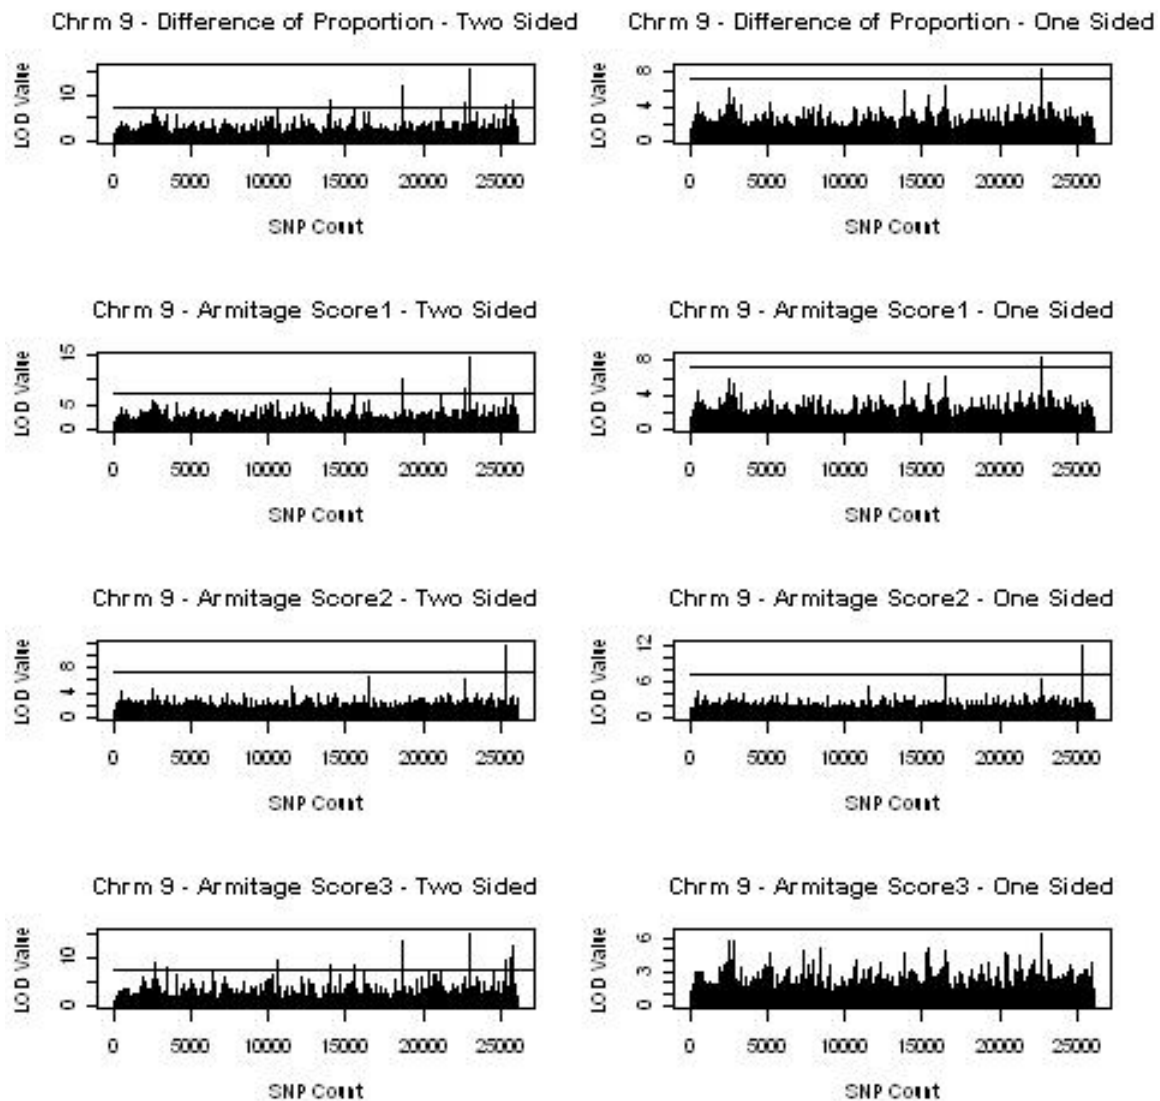 Chrm 9 - Difference of Proportion - Two Sided
LOD Value
0
10
0
5000
10000
15000
20000
25000
SNP Count
Chrm 9 - Difference of Proportion - One Sided
LOD Value
0
4
8
0
5000
10000
15000
20000
25000
SNP Count
Chrm 9 - Armitage Score1 - Two Sided
LOD Value
0
5
15
0
5000
10000
15000
20000
25000
SNP Count
Chrm 9 - Armitage Score1 - One Sided
LOD Value
0
4
8
0
5000
10000
15000
20000
25000
SNP Count
Chrm 9 - Armitage Score2 - Two Sided
LOD Value
0
4
8
0
5000
10000
15000
20000
25000
SNP Count
Chrm 9 - Armitage Score2 - One Sided
LOD Value
0
6
12
0
5000
10000
15000
20000
25000
SNP Count
Chrm 9 - Armitage Score3 - Two Sided
LOD Value
0
10
0
5000
10000
15000
20000
25000
SNP Count
Chrm 9 - Armitage Score3 - One Sided
LOD Value
0
3
6
0
5000
10000
15000
20000
25000
SNP Count